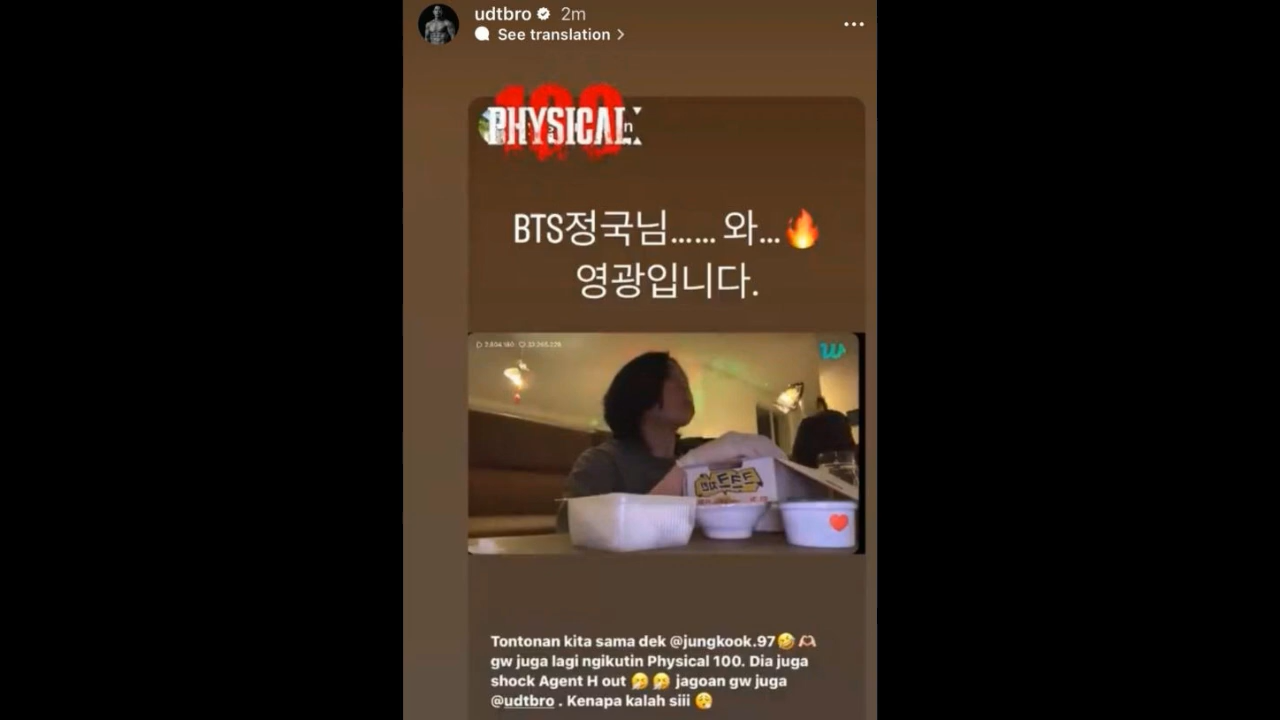 udtbro 2m
See translation >
100
PHYSICAL:
BTS정국님...... 와...🔥
영광입니다.
Tontonan kita sama dek @jungkook.97🤣🫶🏼
gw juga lagi ngikutin Physical 100. Dia juga
shock Agent H out 🤧🤧 jagoan gw juga
@udtbro . Kenapa kalah siii 😮‍💨